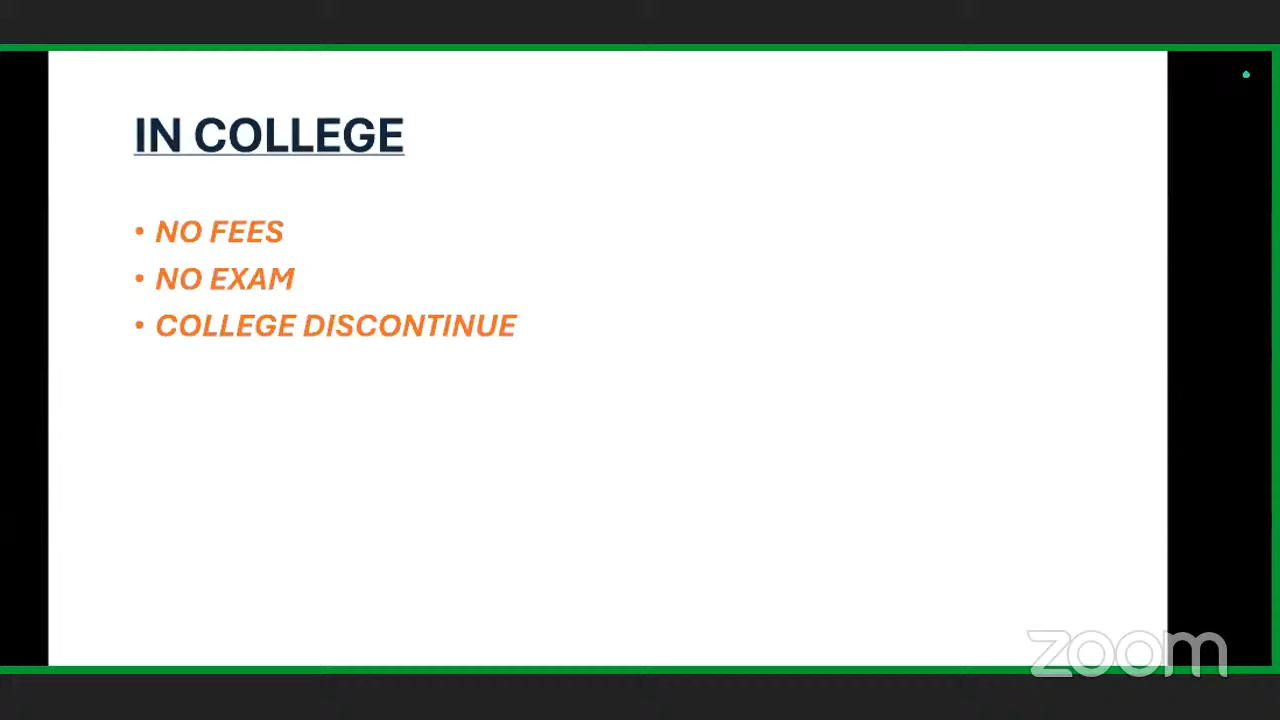 IN COLLEGE
• NO FEES
• NO EXAM
• COLLEGE DISCONTINUE
zoom